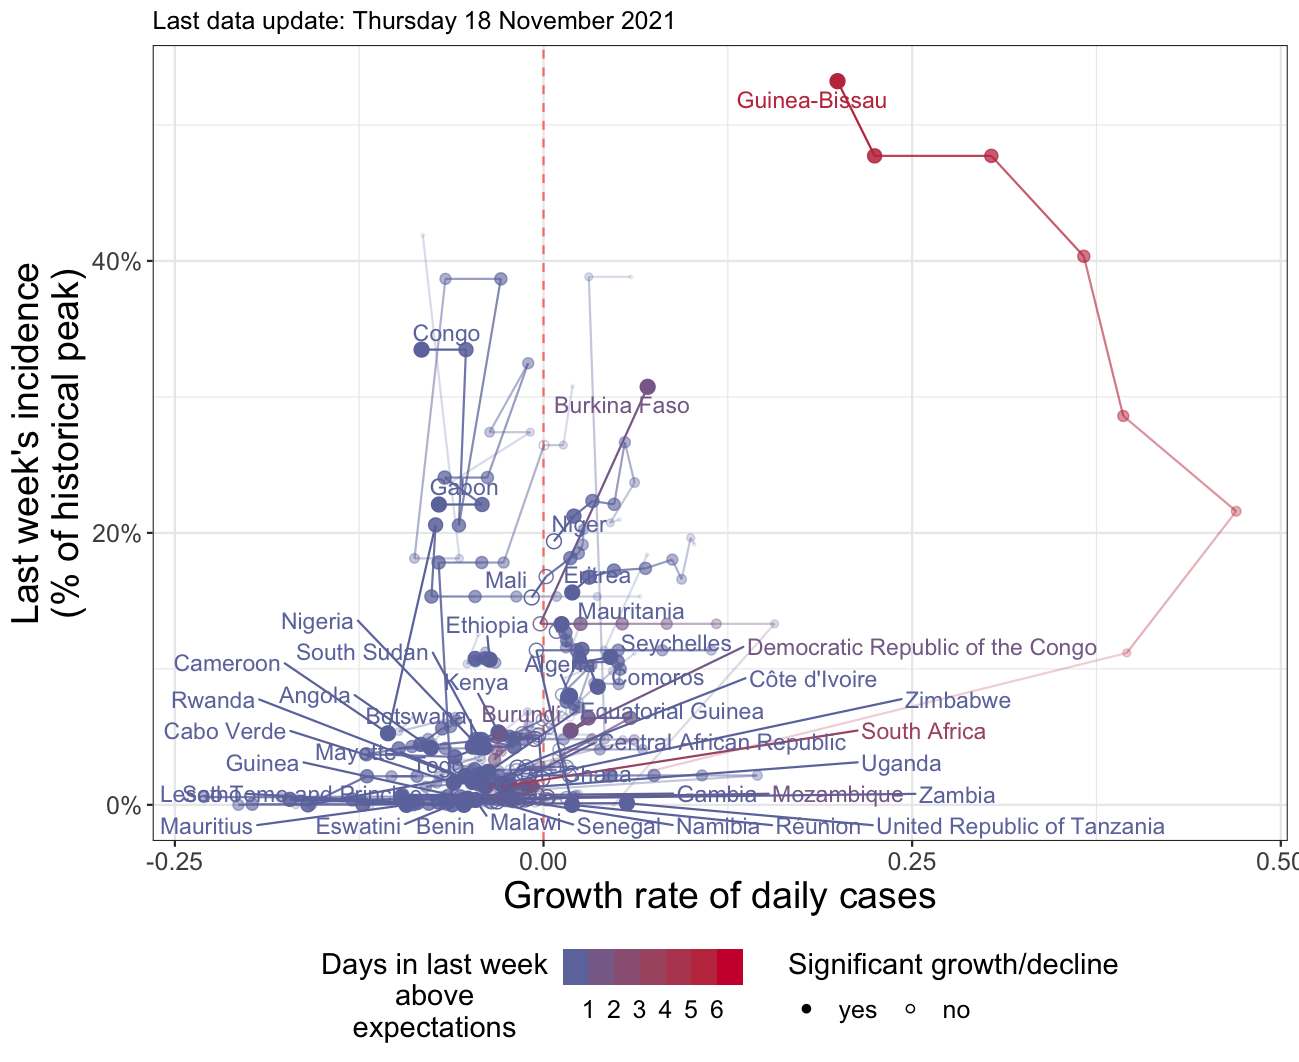 Last data update: Thursday 18 November 2021
Last week's incidence
(% of historical peak)
40%
20%
0%
Guinea-Bissau
Congo
Burkina Faso
Gabon
Niger
Mali
Eritrea
Mauritania
Nigeria
Ethiopia
South Sudan
Seychelles
Democratic Republic of the Congo
Cameroon
Algeria
Kenya
Comoros
Côte d'Ivoire
Rwanda
Angola
Zimbabwe
Botswana
Burundi
Equatorial Guinea
Cabo Verde
South Africa
Mayotte
Central African Republic
Guinea
Togo
Ghana
Uganda
Sao Tome and Principe
Gambia
Mozambique
Zambia
Mauritius
Eswatini
Benin
Malawi
Senegal
Namibia
Réunion
United Republic of Tanzania
-0.25
0.00
0.25
Growth rate of daily cases
Days in last week
above
expectations
1 2 3 4 5 6
Significant growth/decline
yes
no